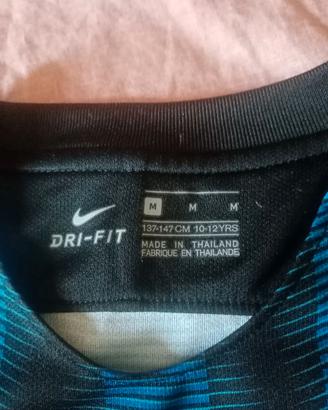 DRI-FIT
M M M
137-147 CM 10-12YRS
MADE IN THAILAND
FABRIQUE EN THAILANDE